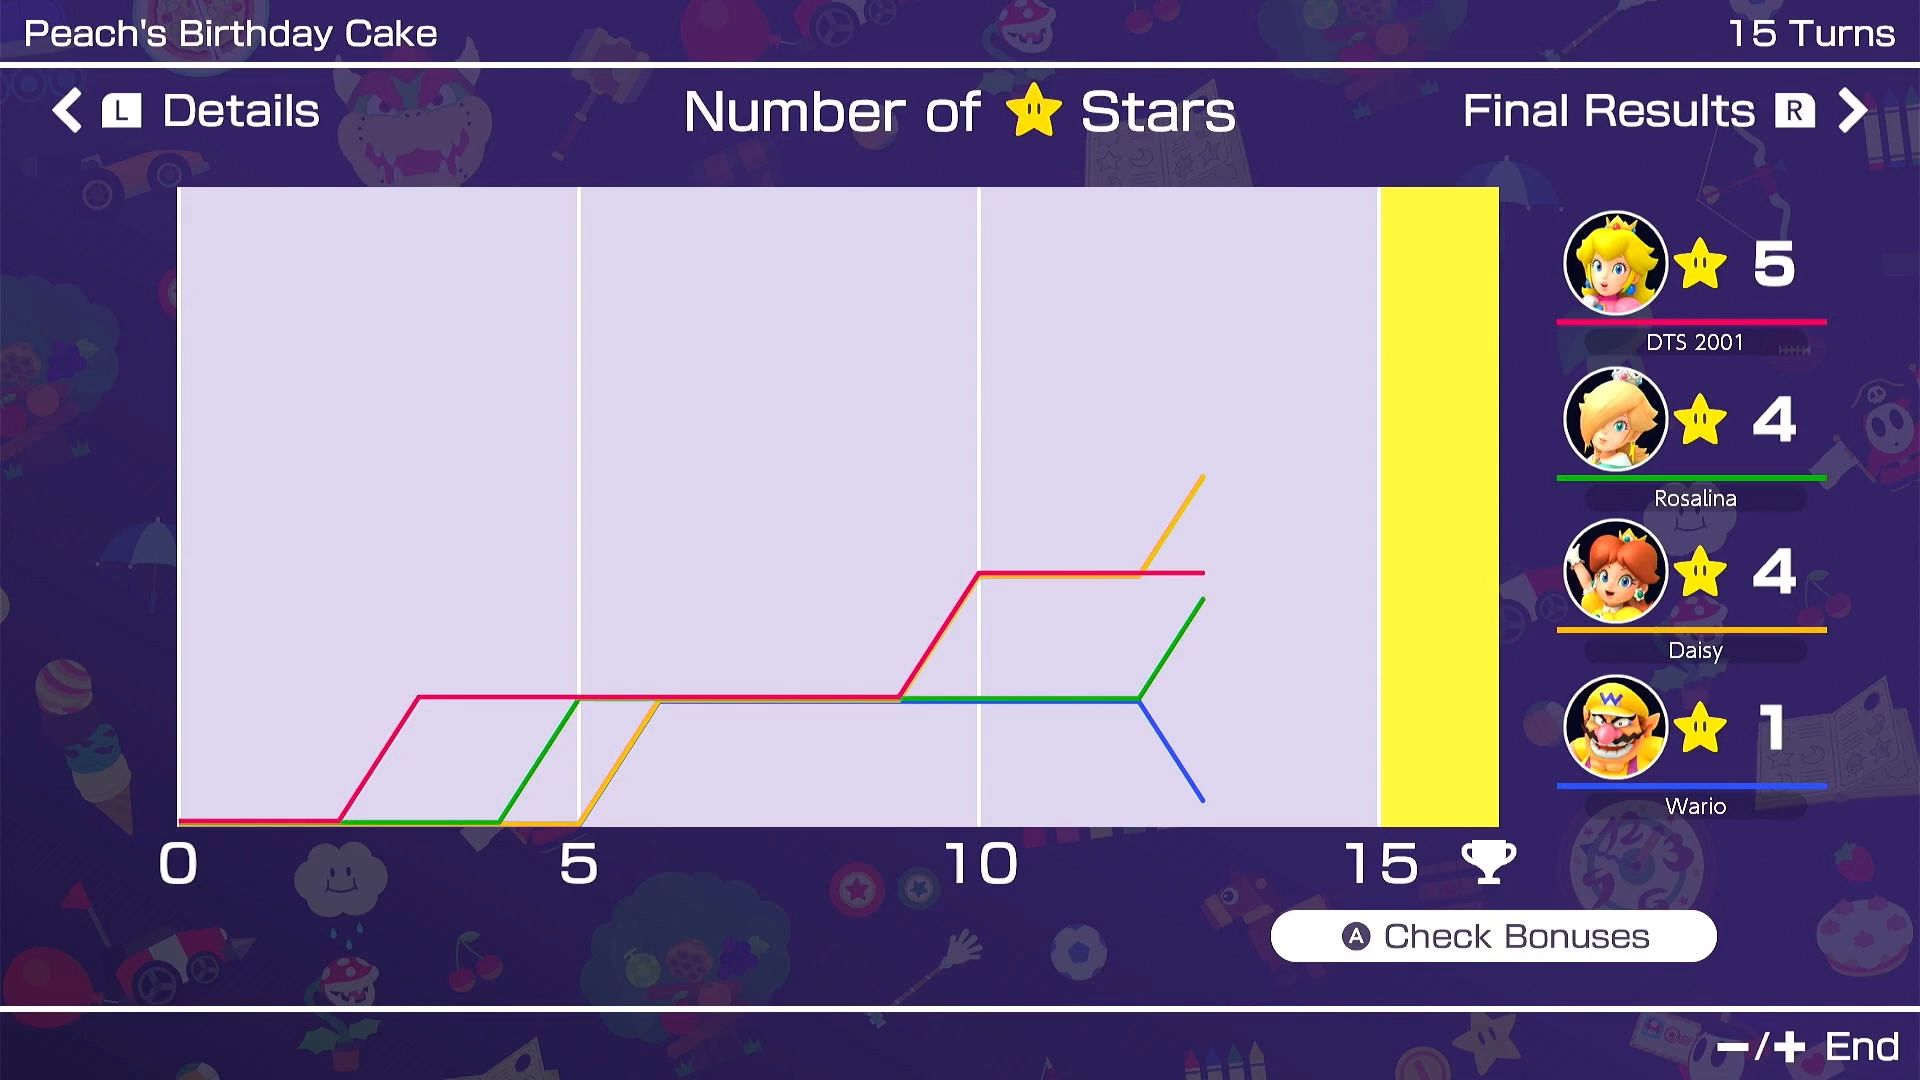 Peach's Birthday Cake
15 Turns
L Details
Number of Stars
Final Results R
5
DTS 2001
4
Rosalina
4
Daisy
W
1
Wario
0 5 10 15
A Check Bonuses
-/+ End